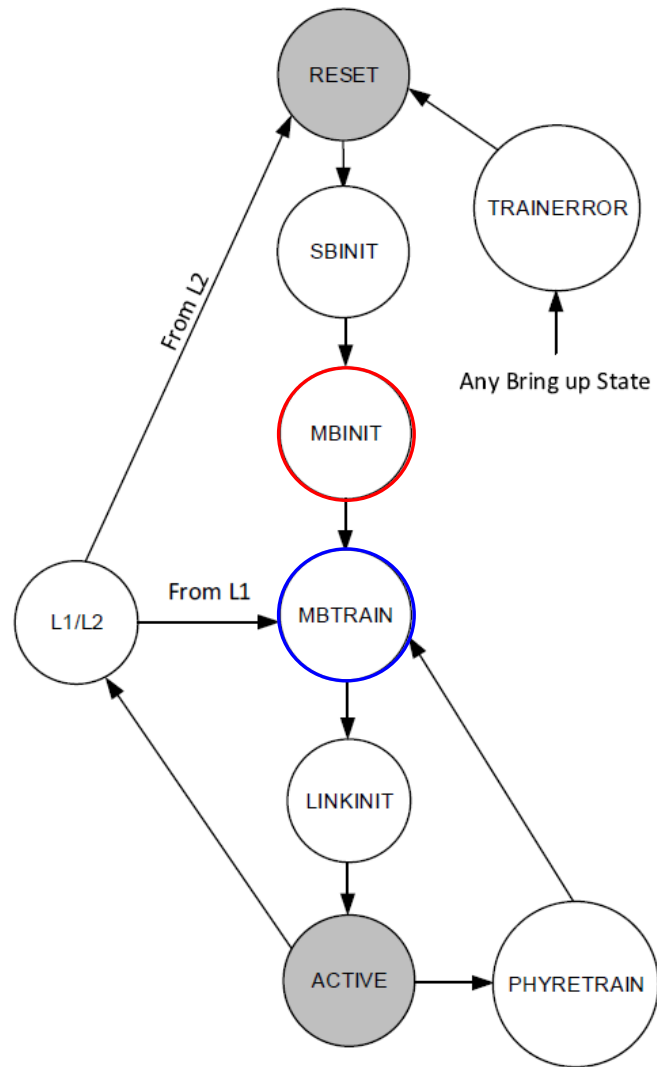 RESET
TRAINERROR
SBINIT
From L2
Any Bring up State
MBINIT
From L1
L1/L2
MBTRAIN
LINKINIT
ACTIVE
PHYRETRAIN